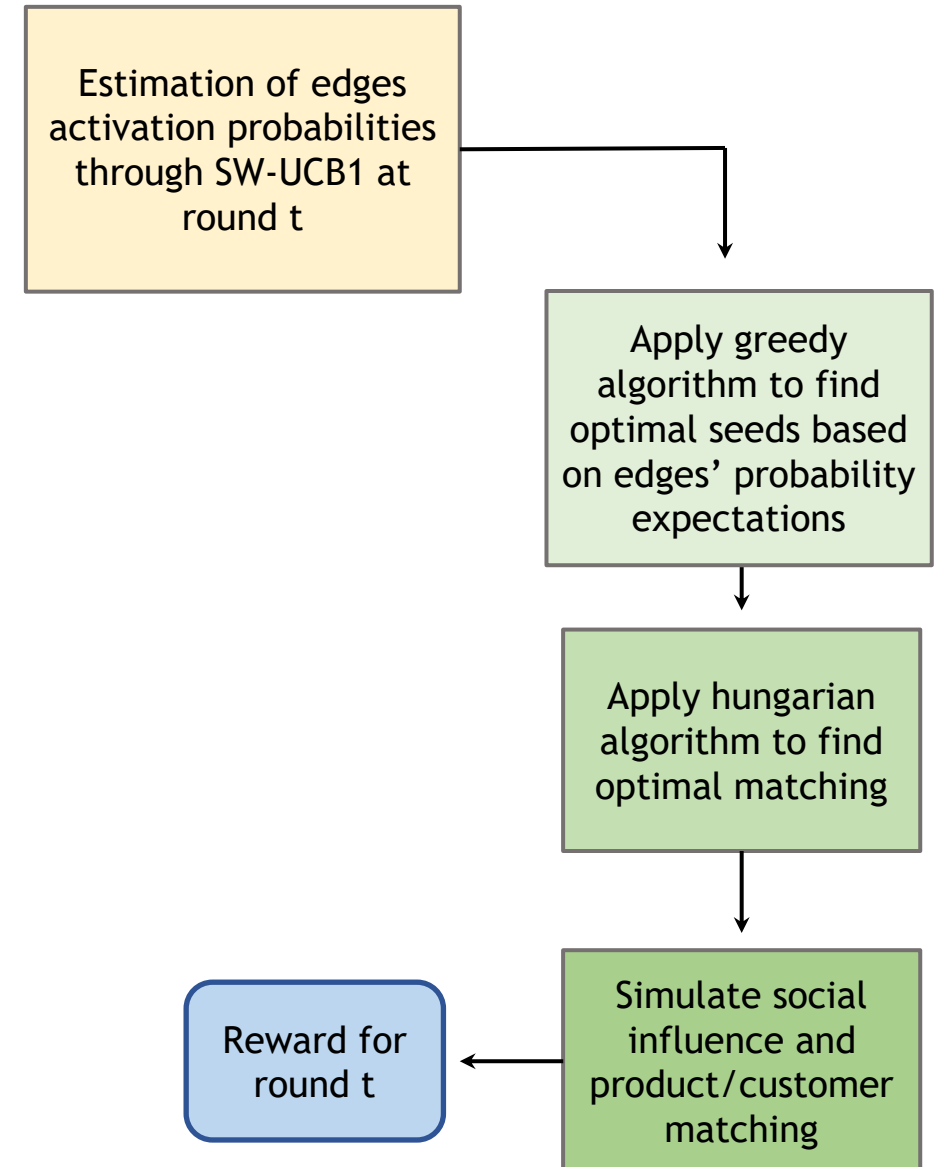 Estimation of edges
activation probabilities
through SW-UCB1 at
round t
Apply greedy
algorithm to find
optimal seeds based
on edges’ probability
expectations
Apply hungarian
algorithm to find
optimal matching
Simulate social
influence and
product/customer
matching
Reward for
round t